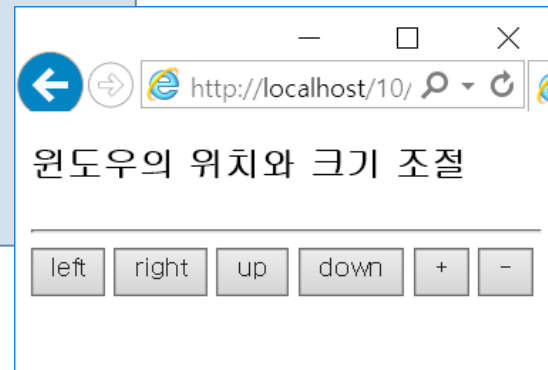 http://localhost/10/
윈도우의 위치와 크기 조절
left right up down + -